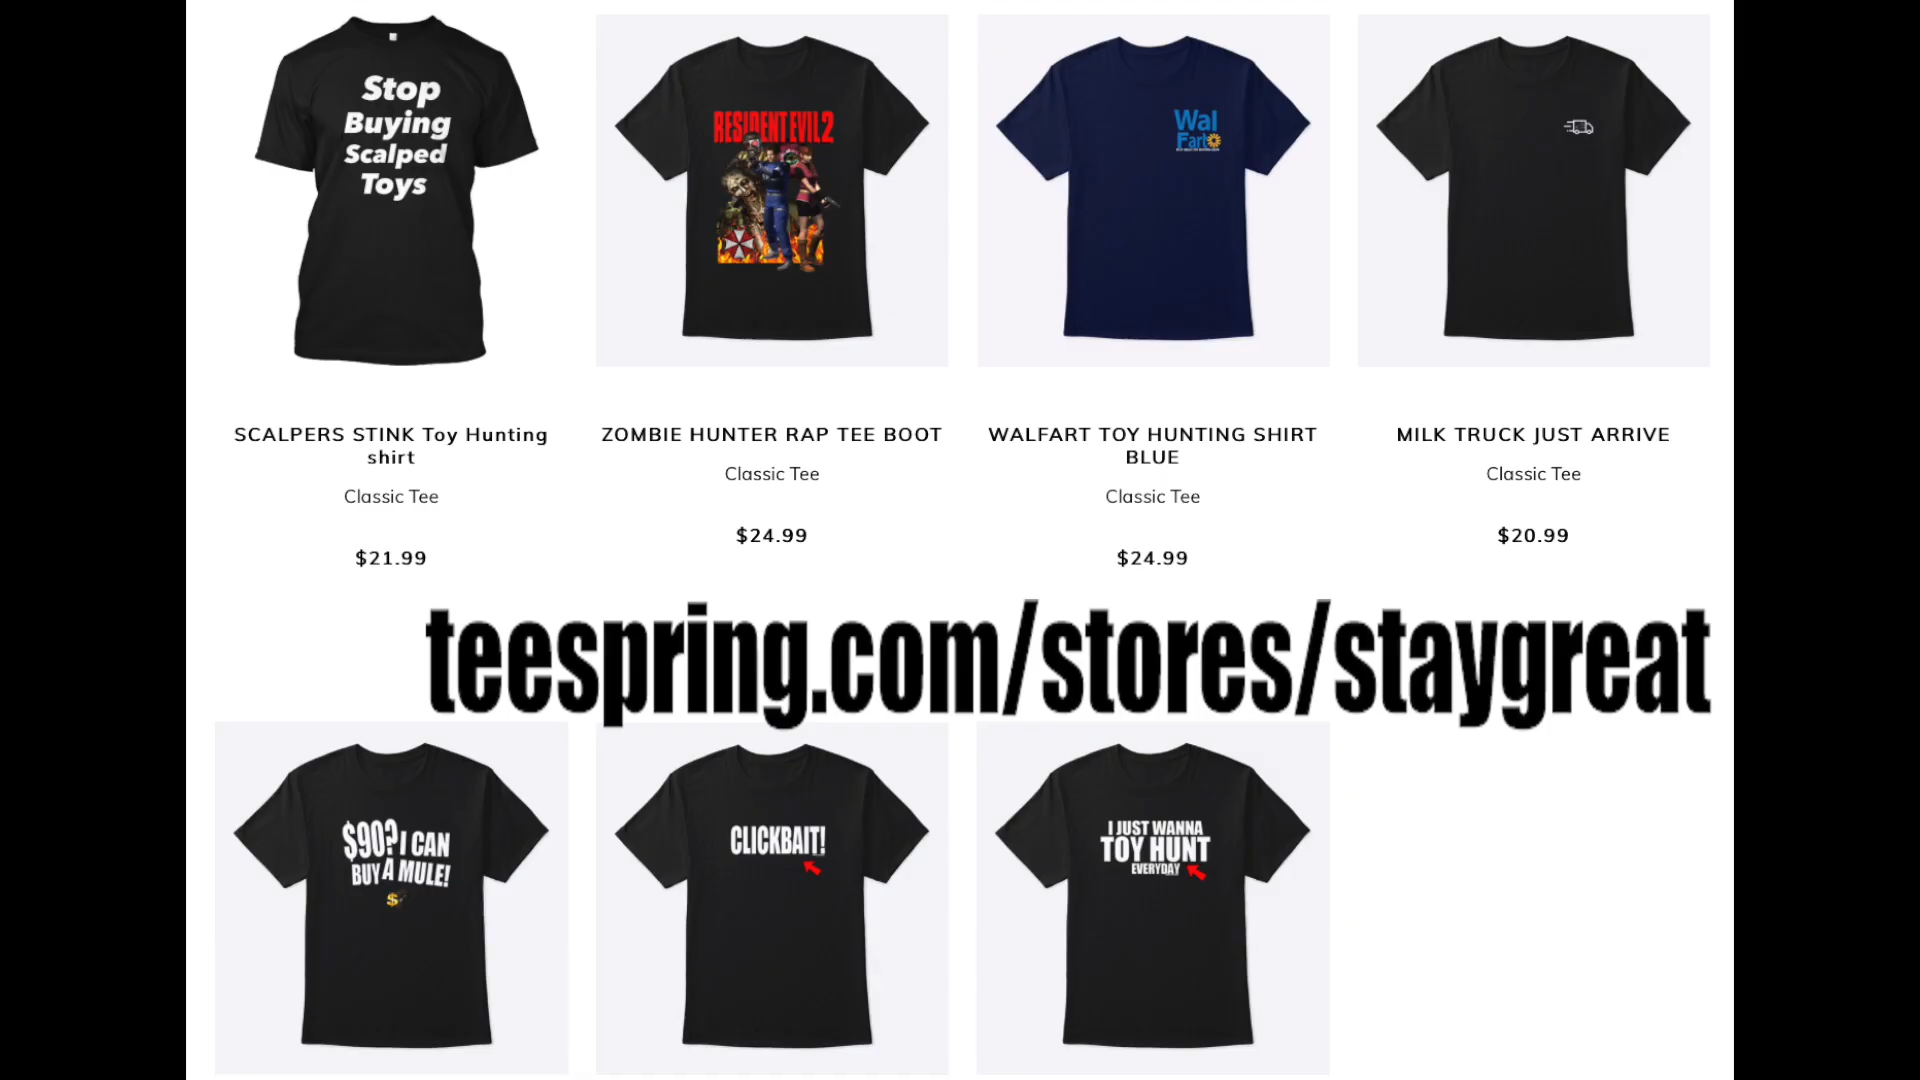 Stop
Buying
Scalped
Toys
RESIDENT EVIL 2
Wal
Fart
SCALPERS STINK Toy Hunting
shirt
Classic Tee
$21.99
ZOMBIE HUNTER RAP TEE BOOT
Classic Tee
$24.99
WALFART TOY HUNTING SHIRT
BLUE
Classic Tee
$24.99
MILK TRUCK JUST ARRIVE
Classic Tee
$20.99
teespring.com/stores/staygreat
$90? I CAN
BUY A MULE!
$
CLICKBAIT!
I JUST WANNA
TOY HUNT
EVERYDAY